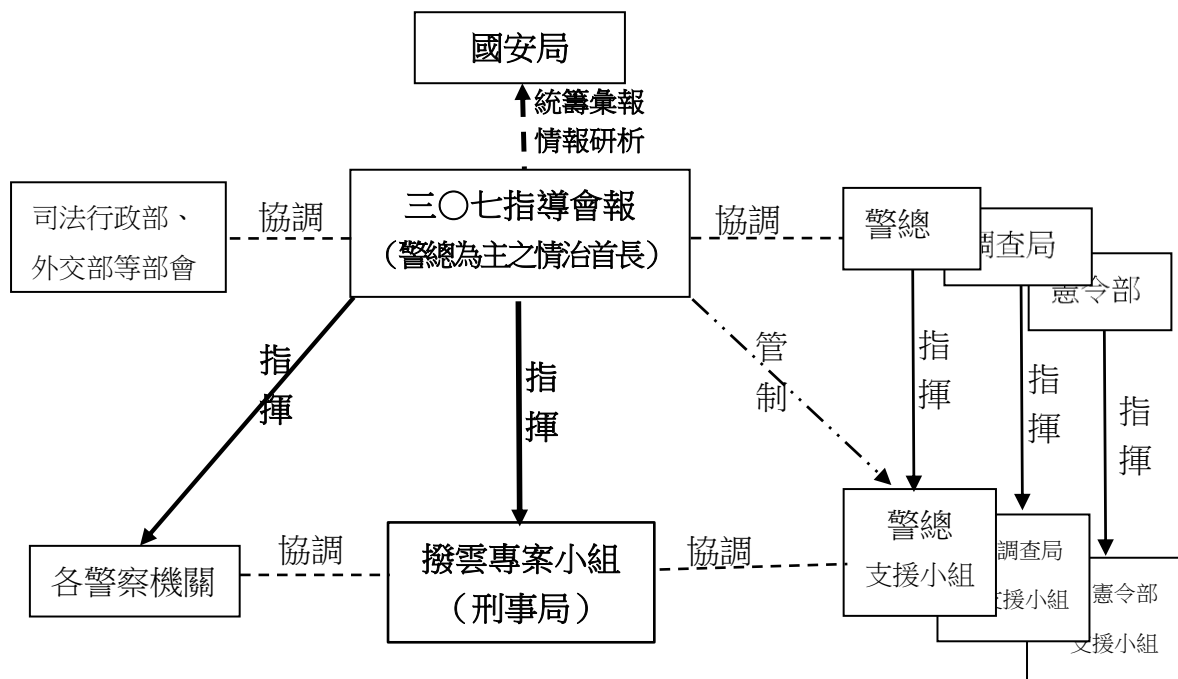 國安局
統籌彙報
情報研析
司法行政部、
外交部等部會
協調
三〇七指導會報
（警總為主之情治首長）
協調
警總
調查局
憲令部
指
揮
指
揮
管
制
指
揮
指
揮
指
揮
各警察機關
協調
撥雲專案小組
（刑事局）
協調
警總
支援小組
調查局
支援小組
憲令部
支援小組